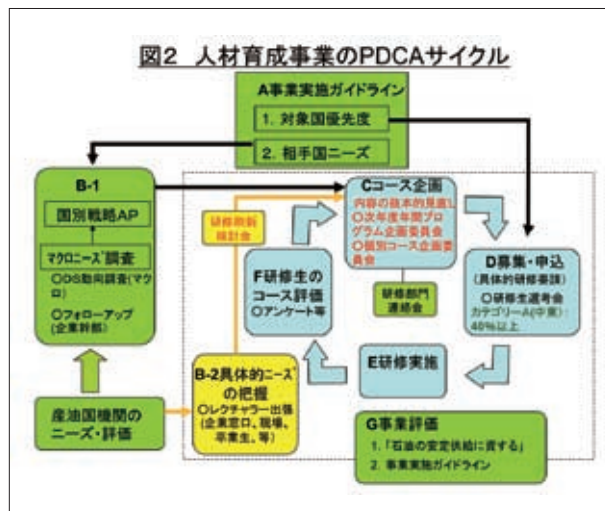 図2 人材育成事業のPDCAサイクル
A事業実施ガイドライン
1. 対象国優先度
2. 相手国ニーズ
B-1
国別戦略AP
マクロニーズ調査
○DS動向調査(マク
ロ)
○フォローアップ
(企業幹部)
産油国機関の
ニーズ・評価
研修刷新
検討会
Cコース企画
内容の抜本的見直し
○次年度年間プロ
グラム企画委員会
○個別コース企画委
員会
研修部門
連絡会
D募集・申込
(具体的研修要請)
○研修生選考会
カテゴリーA(中東):
40%以上
E研修実施
F研修生の
コース評価
○アンケート等
B-2具体的ニーズ
の把握
○レクチャラー出張
(企業窓口、職場、
卒業生、等)
G事業評価
1. 「石油の安定供給に資する」
2. 事業実施ガイドライン